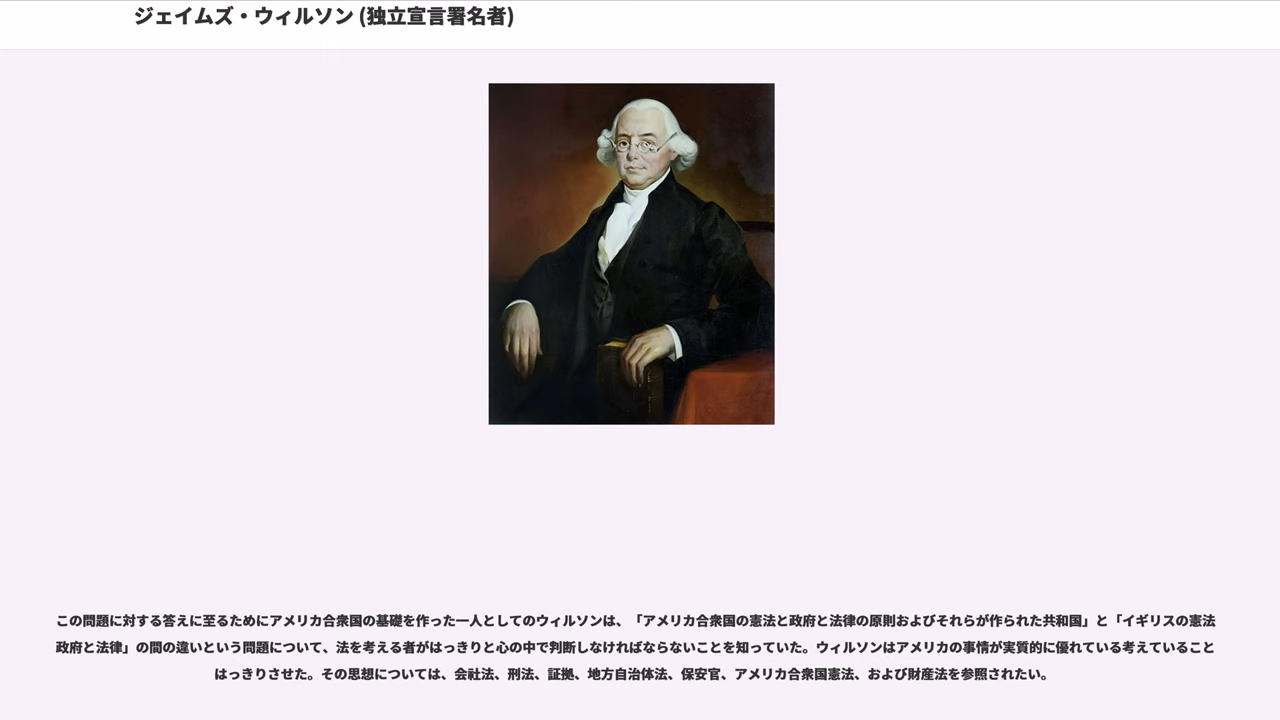 ジェイムズ・ウィルソン (独立宣言署名者)
この問題に対する答えに至るためにアメリカ合衆国の基礎を作った一人としてのウィルソンは、「アメリカ合衆国の憲法と政府と法律の原則およびそれらが作られた共和国」と「イギリスの憲法
政府と法律」の間の違いという問題について、法を考える者がはっきりと心の中で判断しなければならないことを知っていた。ウィルソンはアメリカの事情が実質的に優れている考えていること
はっきりさせた。その思想については、会社法、刑法、証拠、地方自治体法、保安官、アメリカ合衆国憲法、および財産法を参照されたい。